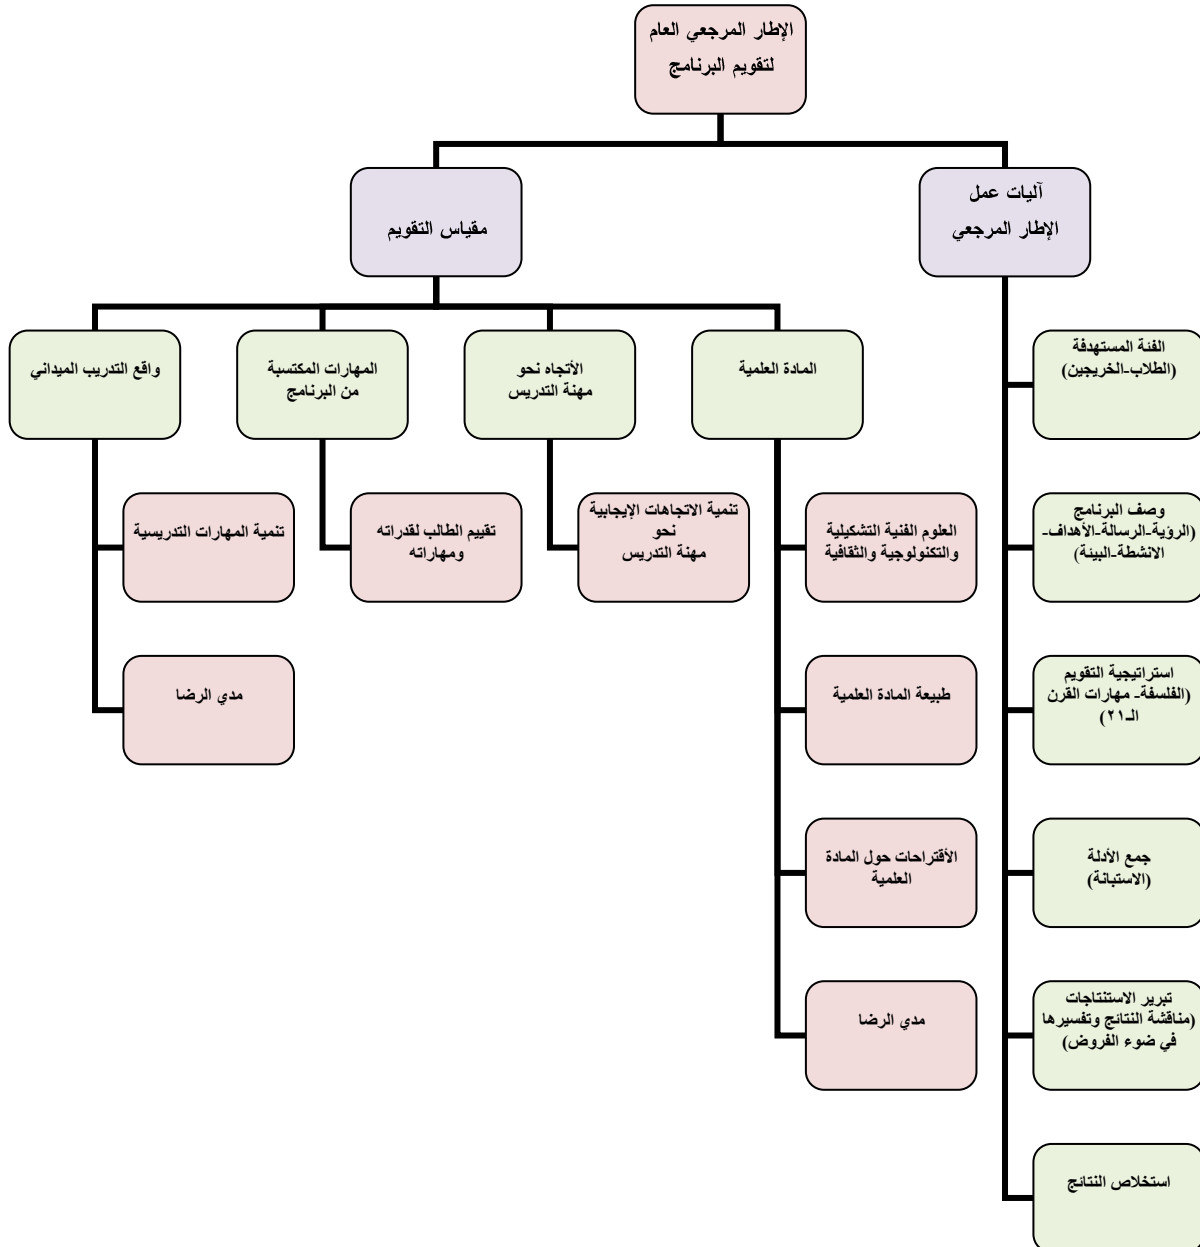 الإطار المرجعي العام
لتقويم البرنامج
آليات عمل
الإطار المرجعي
مقياس التقويم
الفئة المستهدفة
(الطلاب-الخريجين)
وصف البرنامج
(الرؤية-الرسالة-الأهداف-
الانشطة-البيئة)
استراتيجية التقويم
(الفلسفة- مهارات القرن
الـ٢١)
جمع الأدلة
(الاستبانة)
تبرير الاستنتاجات
(مناقشة النتائج وتفسيرها
في ضوء الفروض)
استخلاص النتائج
المادة العلمية
العلوم الفنية التشكيلية
والتكنولوجية والثقافية
طبيعة المادة العلمية
الأقتراحات حول المادة
العلمية
مدي الرضا
الأتجاه نحو
مهنة التدريس
تنمية الاتجاهات الإيجابية
نحو
مهنة التدريس
المهارات المكتسبة
من البرنامج
تقييم الطالب لقدراته
ومهاراته
واقع التدريب الميداني
تنمية المهارات التدريسية
مدي الرضا